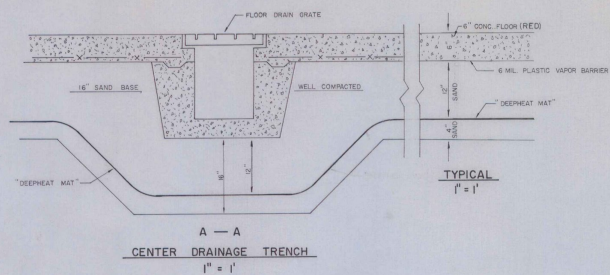 FLOOR DRAIN GRATE
6" CONC. FLOOR (RED)
6"
6 MIL. PLASTIC VAPOR BARRIER
16" SAND BASE
WELL COMPACTED
12"
SAND
"DEEPHEAT MAT"
4"
SAND
"DEEPHEAT MAT"
16"
12"
TYPICAL
1" = 1'
A — A
CENTER DRAINAGE TRENCH
1" = 1'